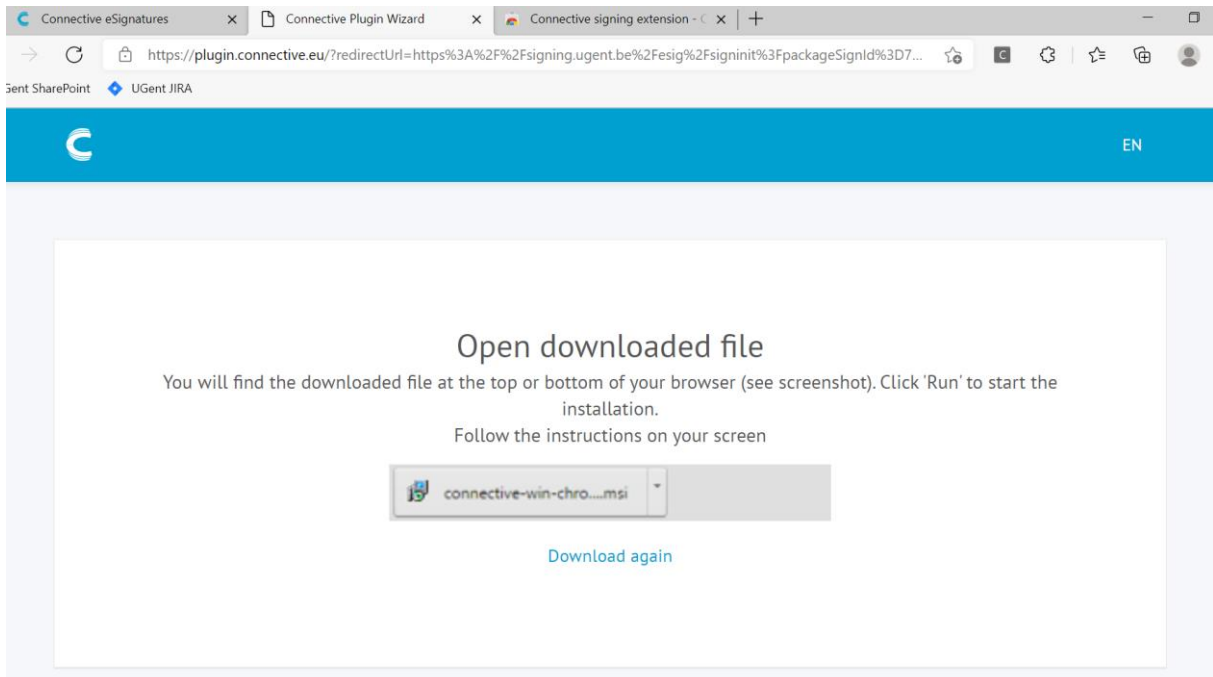 Connective eSignatures
Connective Plugin Wizard
Connective signing extension - C
https://plugin.connective.eu/?redirectUrl=https%3A%2F%2Fsigning.ugent.be%2Fesig%2Fsigninit%3FpackageSignId%3D7...
Gent SharePoint UGent JIRA
EN
Open downloaded file
You will find the downloaded file at the top or bottom of your browser (see screenshot). Click 'Run' to start the
installation.
Follow the instructions on your screen
connective-win-chro....msi
Download again